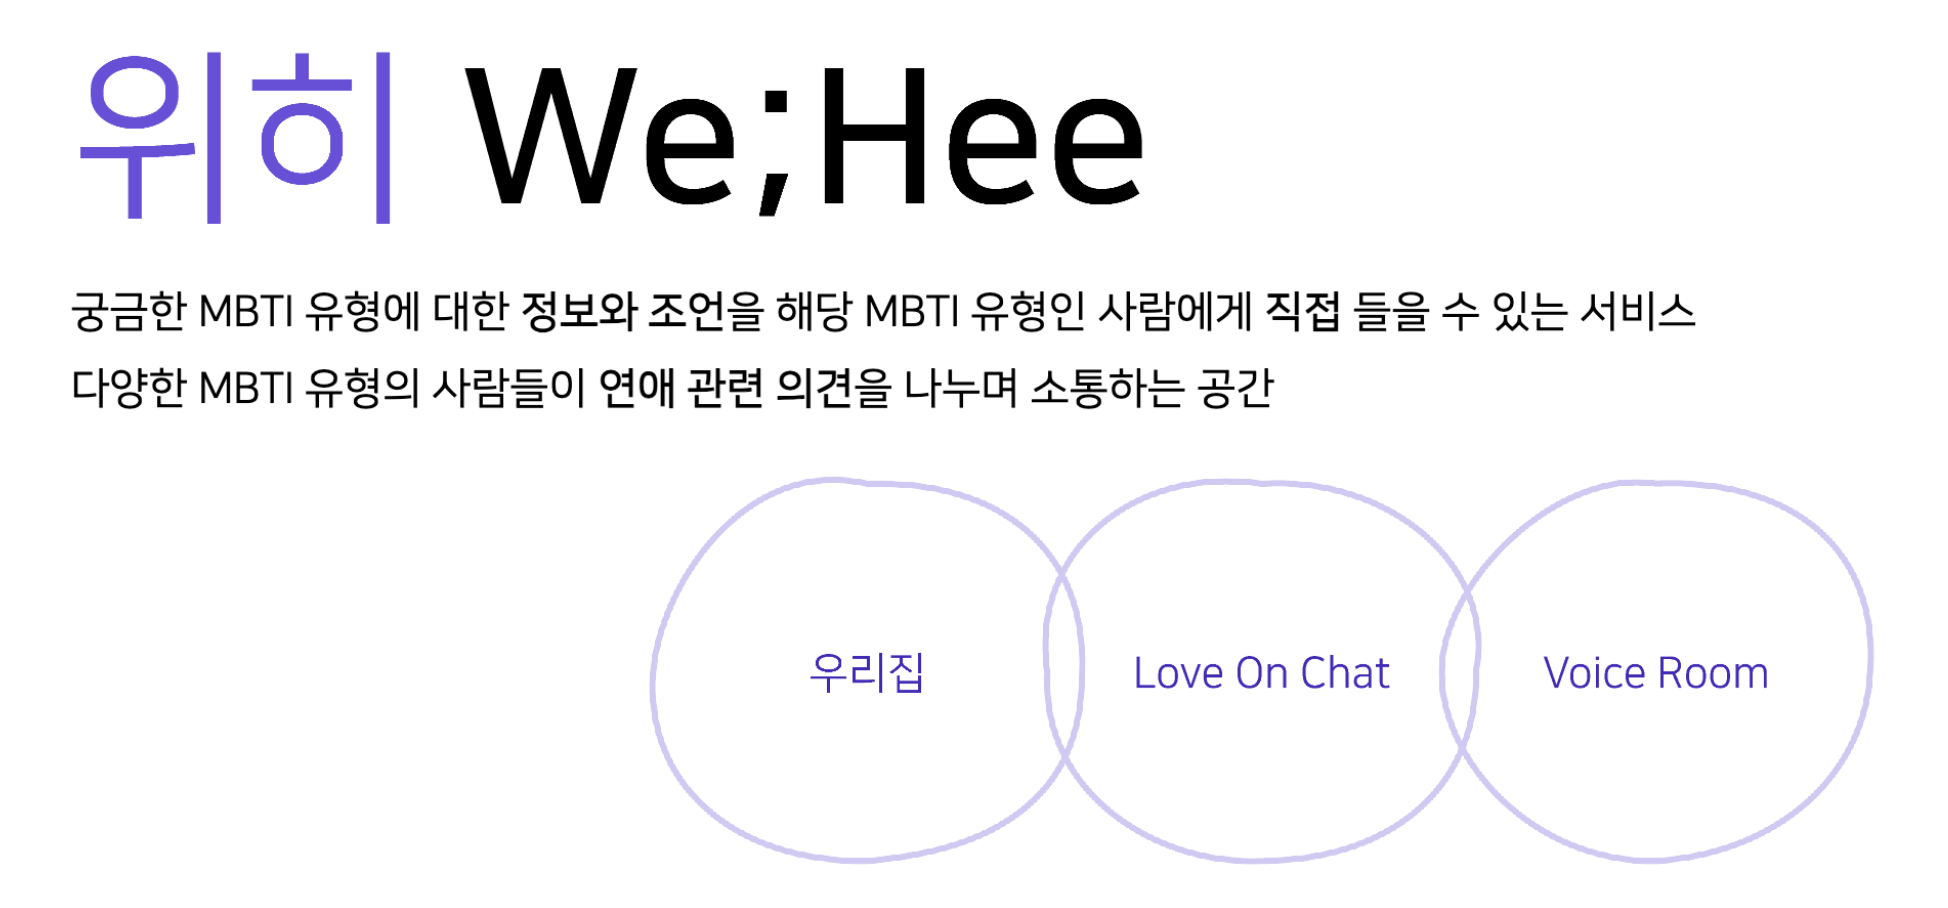 위히 We;Hee
궁금한 MBTI 유형에 대한 정보와 조언을 해당 MBTI 유형인 사람에게 직접 들을 수 있는 서비스
다양한 MBTI 유형의 사람들이 연애 관련 의견을 나누며 소통하는 공간
우리집
Love On Chat
Voice Room